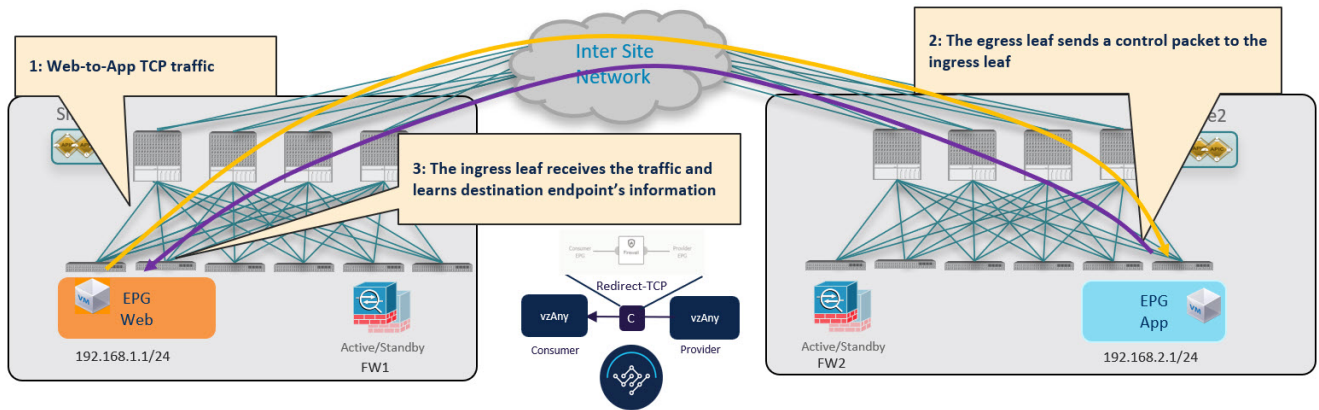 1: Web-to-App TCP traffic
Inter Site
Network
2: The egress leaf sends a control packet to the
ingress leaf
3: The ingress leaf receives the traffic and
learns destination endpoint's information
Consumer
EPG
Firewall
Provider
EPG
Redirect-TCP
VM
EPG
Web
192.168.1.1/24
Active/Standby
FW1
vzAny
C
vzAny
Consumer
Provider
Active/Standby
FW2
EPG
App
VM
192.168.2.1/24